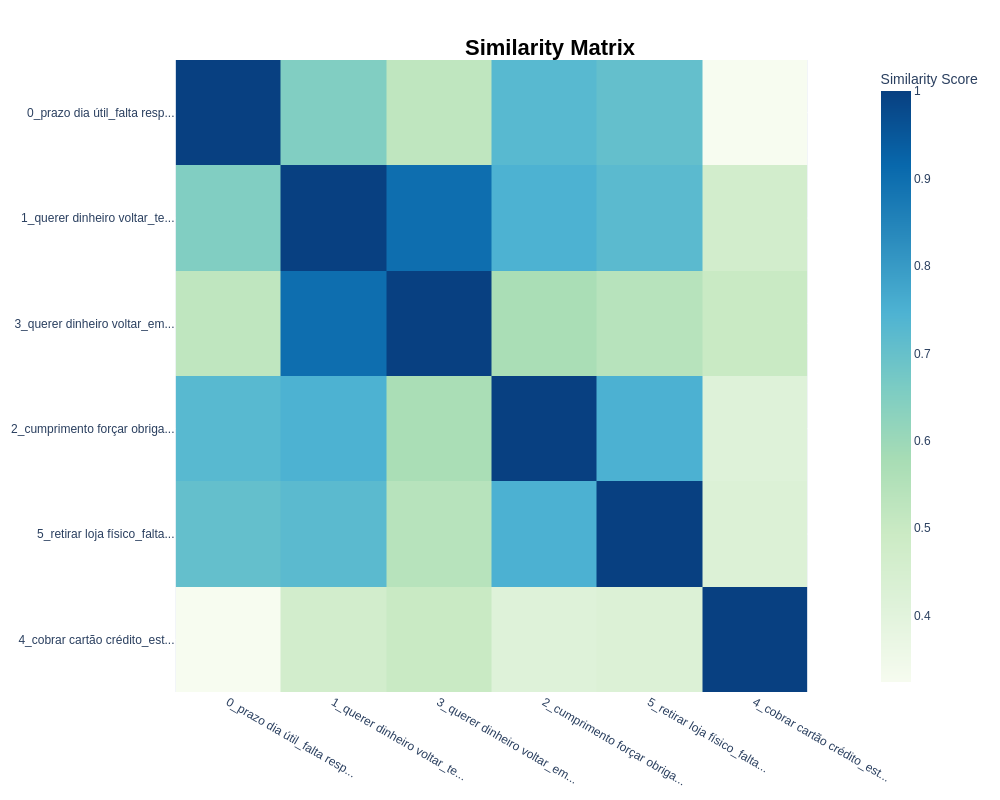 Similarity Matrix
Similarity Score
0_prazo dia útil_falta resp...
1_querer dinheiro voltar_te...
3_querer dinheiro voltar_em...
2_cumprimento forçar obriga...
5_retirar loja físico_falta...
4_cobrar cartão crédito_est...
1
0.9
0.8
0.7
0.6
0.5
0.4
0_prazo dia útil_falta resp...
1_querer dinheiro voltar_te...
3_querer dinheiro voltar_em...
2_cumprimento forçar obriga...
5_retirar loja físico_falta...
4_cobrar cartão crédito_est...